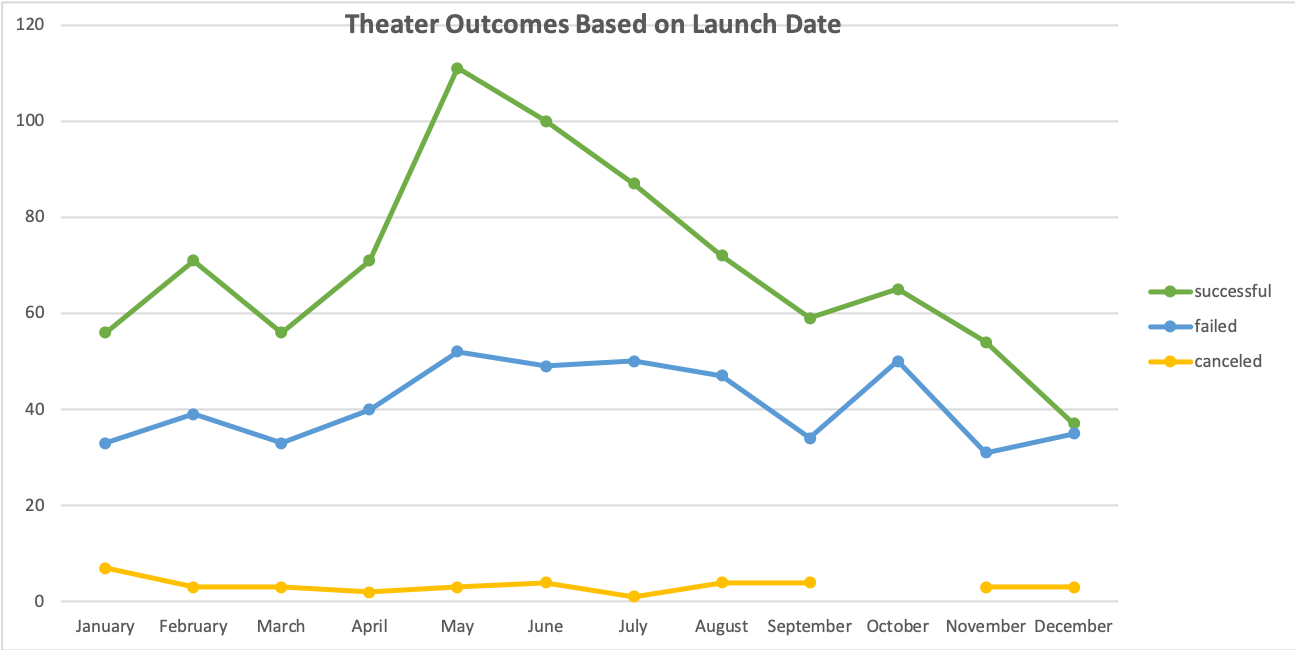 Theater Outcomes Based on Launch Date
120
100
80
60
40
20
0
January February March April May June July August September October November December
successful
failed
canceled